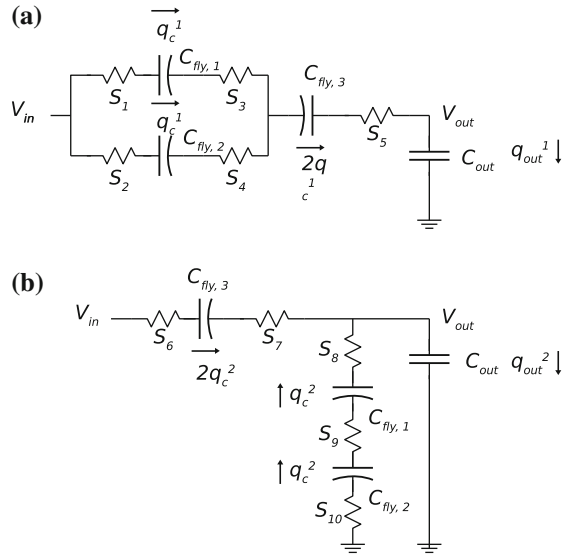 (a)
q_c^1
C_fly, 1
S_1
S_3
V_in
q_c^1
C_fly, 2
S_2
S_4
C_fly, 3
2q_c^1
S_5
V_out
C_out
q_out^1
(b)
C_fly, 3
V_in
S_6
2q_c^2
S_7
V_out
S_8
C_out
q_out^2
q_c^2
C_fly, 1
S_9
q_c^2
C_fly, 2
S_10